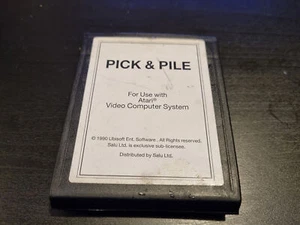 PICK & PILE
For Use with
Atari®
Video Computer System
© 1990 Ubisoft Ent. Software. All Rights reserved.
Salu Ltd. is exclusive sub-licensee.
Distributed by Salu Ltd.